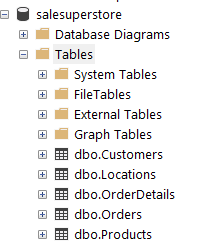 salesuperstore
Database Diagrams
Tables
System Tables
FileTables
External Tables
Graph Tables
dbo.Customers
dbo.Locations
dbo.OrderDetails
dbo.Orders
dbo.Products